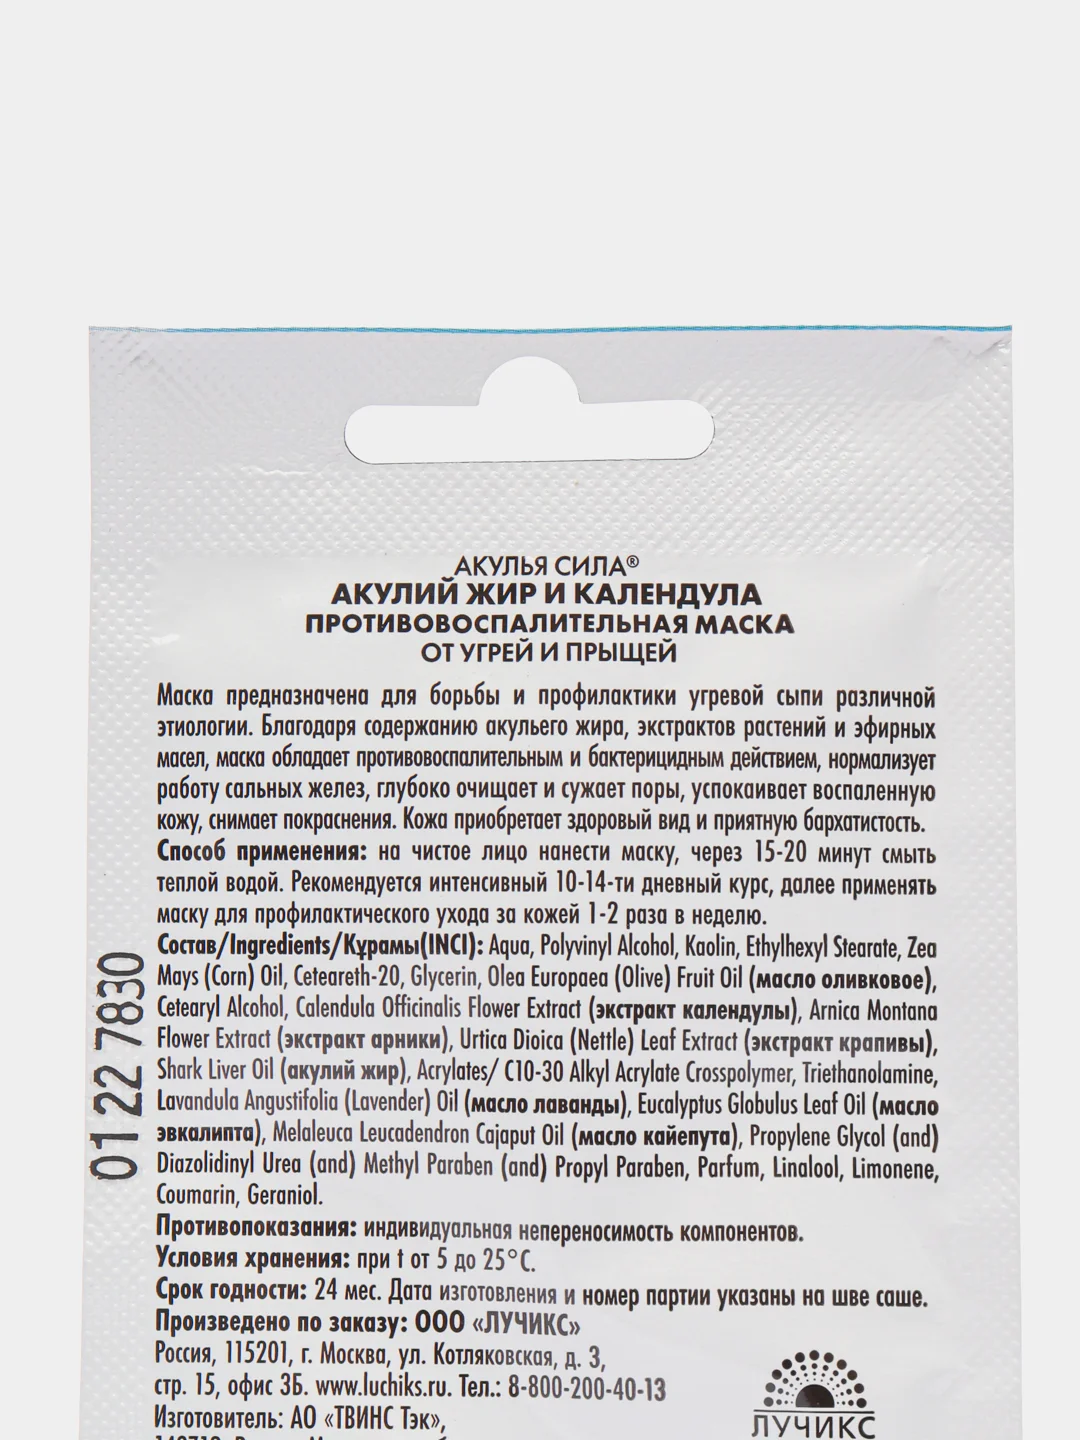 АКУЛЬЯ СИЛА®
АКУЛИЙ ЖИР И КАЛЕНДУЛА
ПРОТИВОВОСПАЛИТЕЛЬНАЯ МАСКА
ОТ УГРЕЙ И ПРЫЩЕЙ
Маска предназначена для борьбы и профилактики угревой сыпи различной
этиологии. Благодаря содержанию акульего жира, экстрактов растений и эфирных
масел, маска обладает противовоспалительным и бактерицидным действием, нормализует
работу сальных желез, глубоко очищает и сужает поры, успокаивает воспаленную
кожу, снимает покраснения. Кожа приобретает здоровый вид и приятную бархатистость.
Способ применения: на чистое лицо нанести маску, через 15-20 минут смыть
теплой водой. Рекомендуется интенсивный 10-14-ти дневный курс, далее применять
маску для профилактического ухода за кожей 1-2 раза в неделю.
Состав/Ingredients/Құрамы(INCI): Aqua, Polyvinyl Alcohol, Kaolin, Ethylhexyl Stearate, Zea
Mays (Corn) Oil, Ceteareth-20, Glycerin, Olea Europaea (Olive) Fruit Oil (масло оливковое),
Cetearyl Alcohol, Calendula Officinalis Flower Extract (экстракт календулы), Arnica Montana
Flower Extract (экстракт арники), Urtica Dioica (Nettle) Leaf Extract (экстракт крапивы),
Shark Liver Oil (акулий жир), Acrylates/ C10-30 Alkyl Acrylate Crosspolymer, Triethanolamine,
Lavandula Angustifolia (Lavender) Oil (масло лаванды), Eucalyptus Globulus Leaf Oil (масло
эвкалипта), Melaleuca Leucadendron Cajaput Oil (масло кайепута), Propylene Glycol (and)
Diazolidinyl Urea (and) Methyl Paraben (and) Propyl Paraben, Parfum, Linalool, Limonene,
Coumarin, Geraniol.
Противопоказания: индивидуальная непереносимость компонентов.
Условия хранения: при t от 5 до 25°С.
Срок годности: 24 мес. Дата изготовления и номер партии указаны на шве саше.
Произведено по заказу: ООО «ЛУЧИКС»
Россия, 115201, г. Москва, ул. Котляковская, д. 3,
стр. 15, офис 3Б. www.luchiks.ru. Тел.: 8-800-200-40-13
Изготовитель: АО «ТВИНС Тэк»,
ЛУЧИКС
01 22 7830